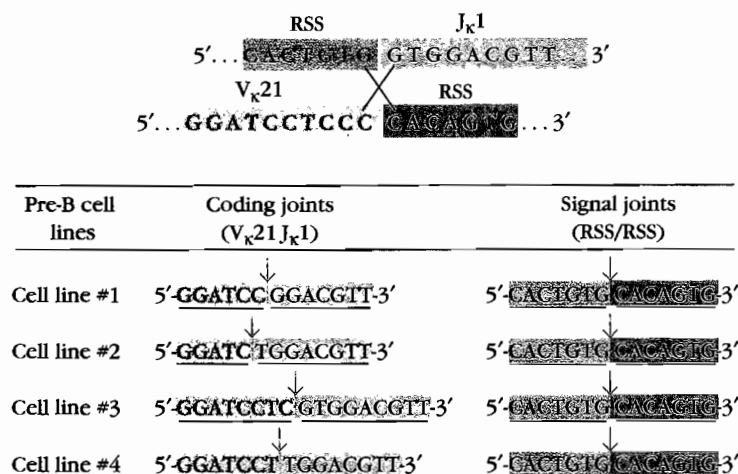 RSS Jκ1
5′...CACTGTG GTGGACGTT... 3′
Vκ21 RSS
5′...GGATCCTCCC CACAGTG...3′
Pre-B cell lines Coding joints (Vκ21 Jκ1) Signal joints (RSS/RSS)
Cell line #1 5′-GGATCC GGACGTT-3′ 5′-CACTGTG CACAGTG-3′
Cell line #2 5′-GGATC TGGACGTT-3′ 5′-CACTGTG CACAGTG-3′
Cell line #3 5′-GGATCCTC GTGGACGTT-3′ 5′-CACTGTG CACAGTG-3′
Cell line #4 5′-GGATCCT TGGACGTT-3′ 5′-CACTGTG CACAGTG-3′